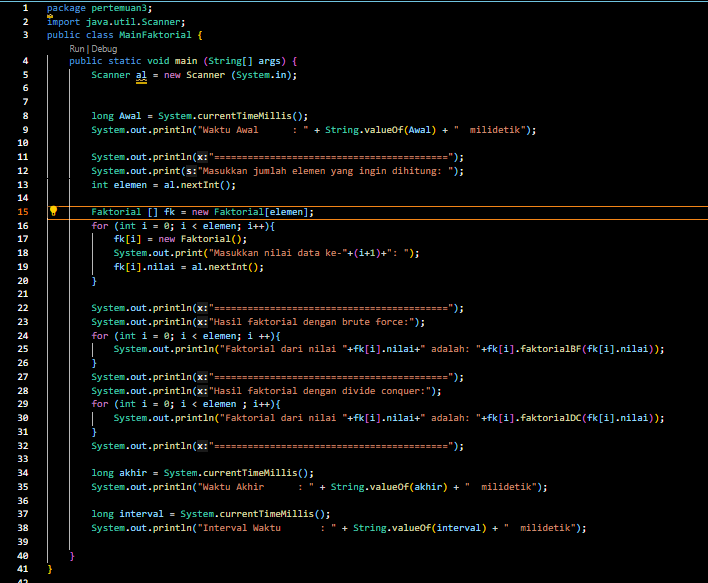 1 package pertemuan3;
2 import java.util.Scanner;
3 public class MainFaktorial {
Run | Debug
4 public static void main (String[] args) {
5 Scanner al = new Scanner (System.in);
6
7
8 long Awal = System.currentTimeMillis();
9 System.out.println("Waktu Awal      : " + String.valueOf(Awal) + "  milidetik");
10
11 System.out.println(x:"==========================================");
12 System.out.print(s:"Masukkan jumlah elemen yang ingin dihitung: ");
13 int elemen = al.nextInt();
14
15 Faktorial [] fk = new Faktorial[elemen];
16 for (int i = 0; i < elemen; i++){
17 fk[i] = new Faktorial();
18 System.out.print("Masukkan nilai data ke-"+(i+1)+": ");
19 fk[i].nilai = al.nextInt();
20 }
21
22 System.out.println(x:"==========================================");
23 System.out.println(x:"Hasil faktorial dengan brute force:");
24 for (int i = 0; i < elemen; i ++){
25 System.out.println("Faktorial dari nilai "+fk[i].nilai+" adalah: "+fk[i].faktorialBF(fk[i].nilai));
26 }
27 System.out.println(x:"==========================================");
28 System.out.println(x:"Hasil faktorial dengan divide conquer:");
29 for (int i = 0; i < elemen ; i++){
30 System.out.println("Faktorial dari nilai "+fk[i].nilai+" adalah: "+fk[i].faktorialDC(fk[i].nilai));
31 }
32 System.out.println(x:"==========================================");
33
34 long akhir = System.currentTimeMillis();
35 System.out.println("Waktu Akhir      : " + String.valueOf(akhir) + "  milidetik");
36
37 long interval = System.currentTimeMillis();
38 System.out.println("Interval Waktu       : " + String.valueOf(interval) + "  milidetik");
39
40 }
41 }
42